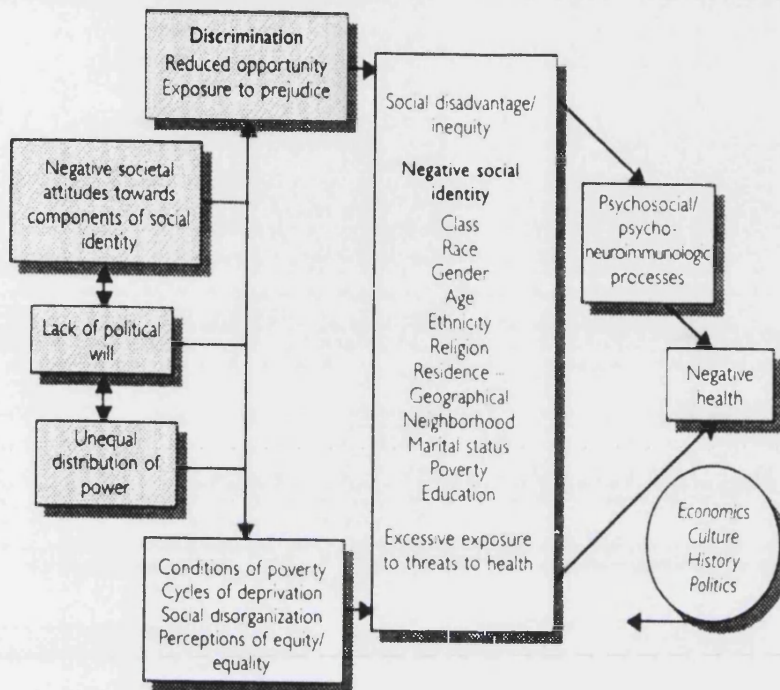 Discrimination
Reduced opportunity
Exposure to prejudice
Negative societal
attitudes towards
components of social
identity
Lack of political
will
Unequal
distribution of
power
Conditions of poverty
Cycles of deprivation
Social disorganization
Perceptions of equity/
equality
Social disadvantage/
inequity
Negative social
identity
Class
Race
Gender
Age
Ethnicity
Religion
Residence –
Geographical
Neighborhood
Marital status
Poverty
Education
Excessive exposure
to threats to health
Psychosocial/
psycho-
neuroimmunologic
processes
Negative
health
Economics
Culture
History
Politics